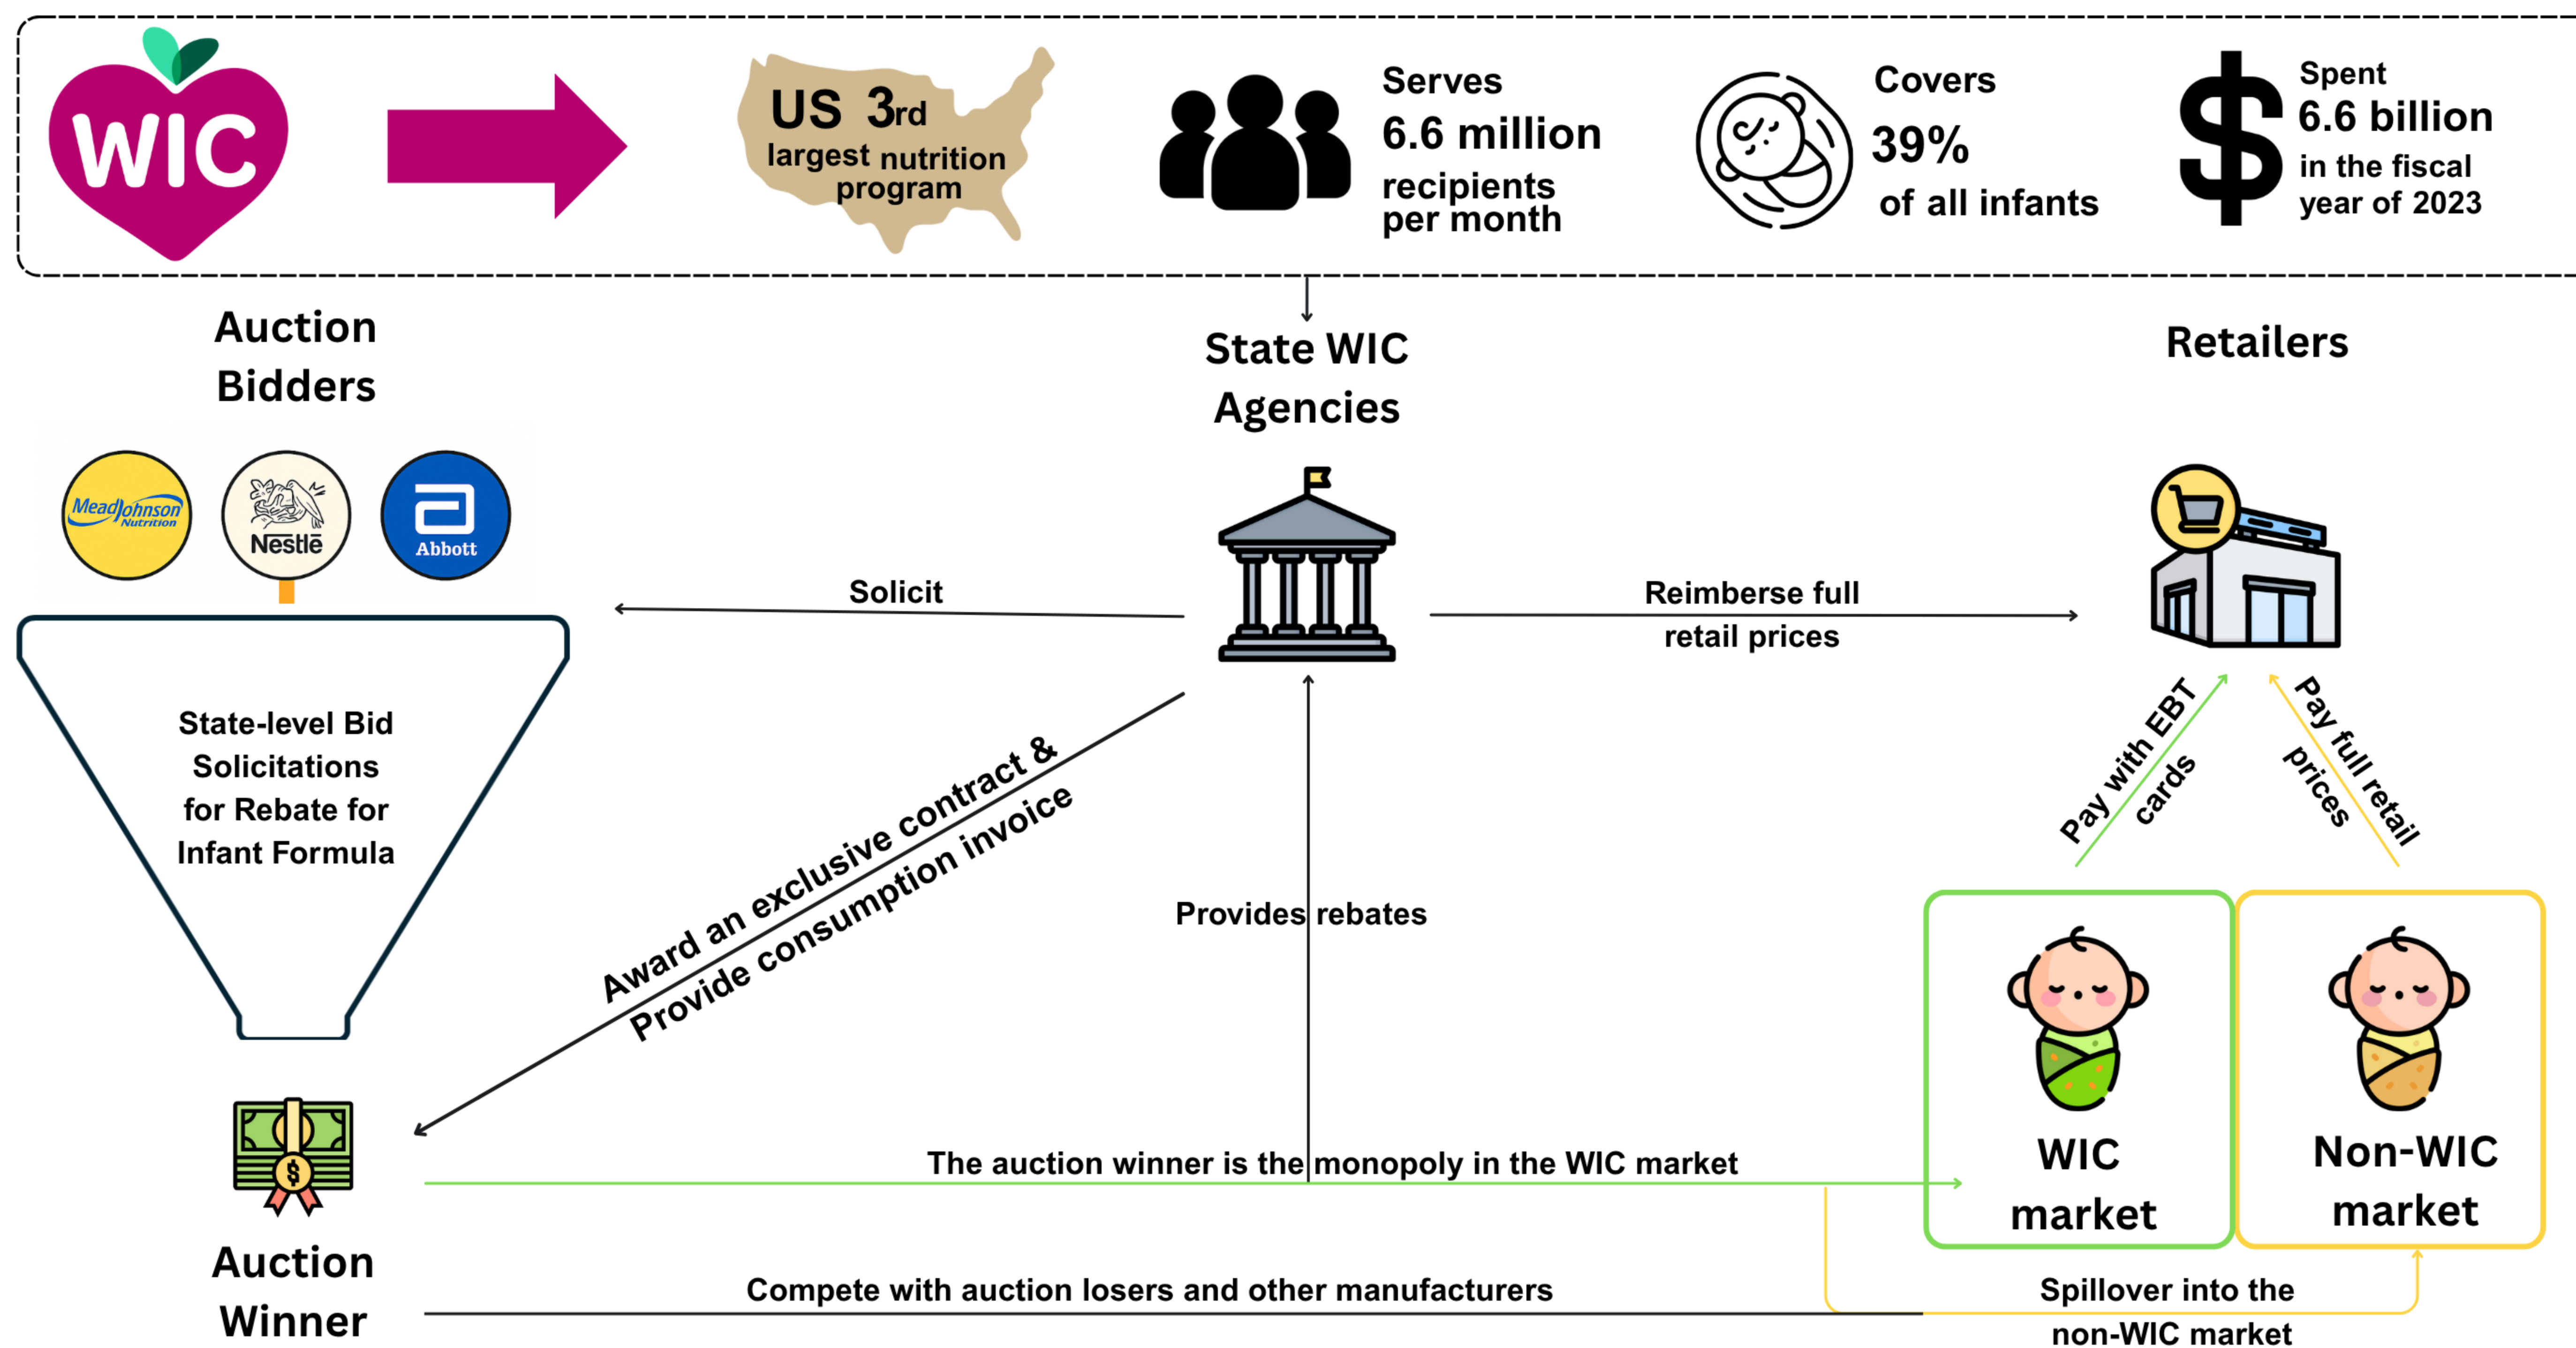 WIC
US 3rd
largest nutrition
program
Serves
6.6 million
recipients
per month
Covers
39%
of all infants
$
Spent
6.6 billion
in the fiscal
year of 2023
Auction
Bidders
State WIC
Agencies
Retailers
MeadJohnson
Nutrition
Nestlē
Abbott
Solicit
Reimberse full
retail prices
State-level Bid
Solicitations
for Rebate for
Infant Formula
Award an exclusive contract &
Provide consumption invoice
Provides rebates
Pay with EBT
cards
Pay full retail
prices
WIC
market
Non-WIC
market
$
The auction winner is the monopoly in the WIC market
Auction
Winner
Compete with auction losers and other manufacturers
Spillover into the
non-WIC market